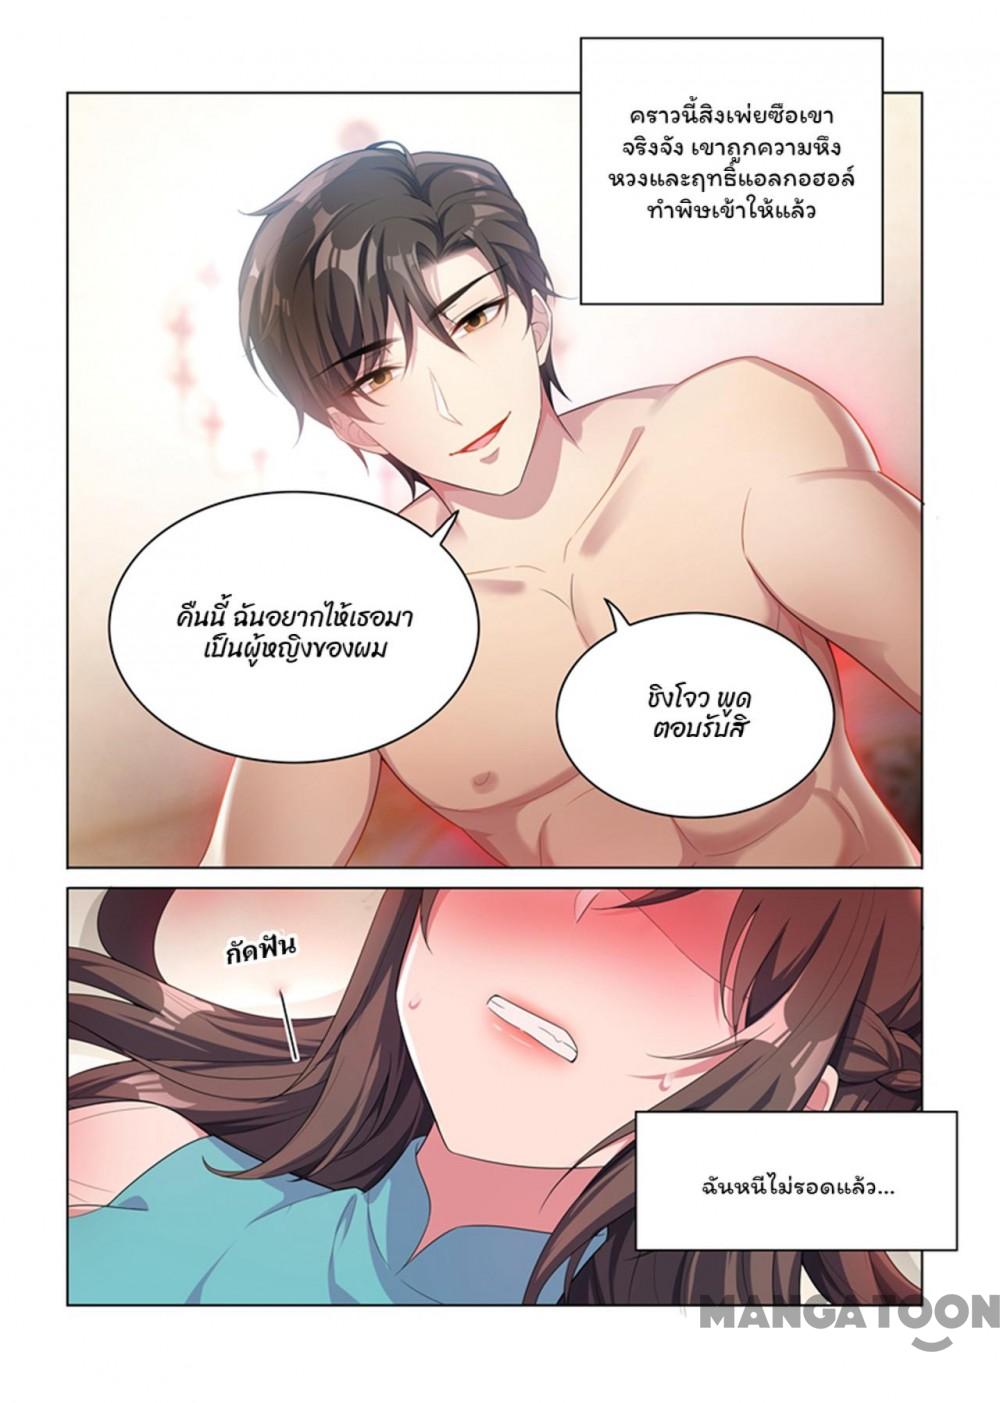 คราวนี้สิงเพ่ยซือเขา
จริงจัง เขาถูกความหึง
หวงและฤทธิ์แอลกอฮอล์
ทำพิษเข้าให้แล้ว
คืนนี้ ฉันอยากไห้เธอมา
เป็นผู้หญิงของผม
ชิงโจว พูด
ตอบรับสิ
กัดฟัน
ฉันหนีไม่รอดแล้ว...
MANGATOON